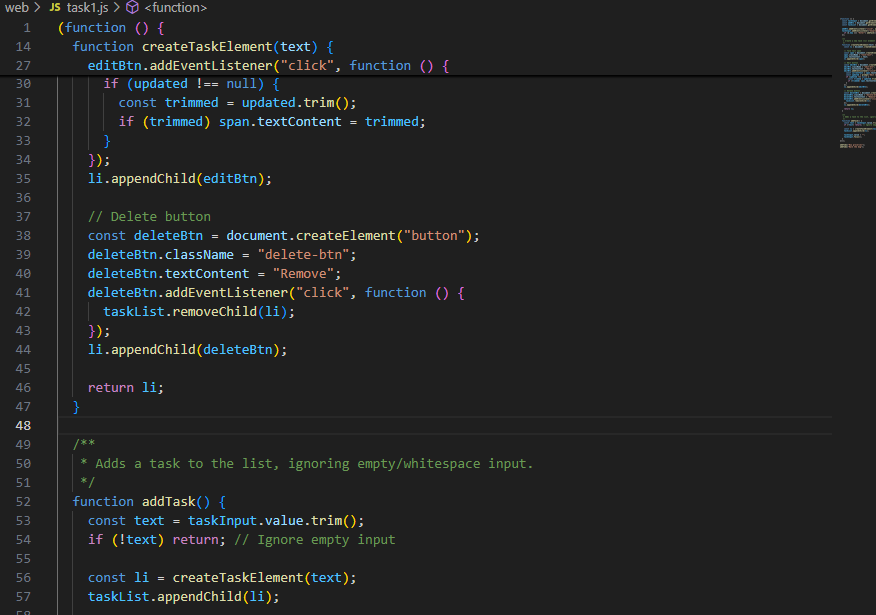 web > JS task1.js > <function>
1 (function () {
14 function createTaskElement(text) {
27 editBtn.addEventListener("click", function () {
30 if (updated !== null) {
31 const trimmed = updated.trim();
32 if (trimmed) span.textContent = trimmed;
33 }
34 });
35 li.appendChild(editBtn);
36
37 // Delete button
38 const deleteBtn = document.createElement("button");
39 deleteBtn.className = "delete-btn";
40 deleteBtn.textContent = "Remove";
41 deleteBtn.addEventListener("click", function () {
42 taskList.removeChild(li);
43 });
44 li.appendChild(deleteBtn);
45
46 return li;
47 }
48
49 /**
50 * Adds a task to the list, ignoring empty/whitespace input.
51 */
52 function addTask() {
53 const text = taskInput.value.trim();
54 if (!text) return; // Ignore empty input
55
56 const li = createTaskElement(text);
57 taskList.appendChild(li);
58